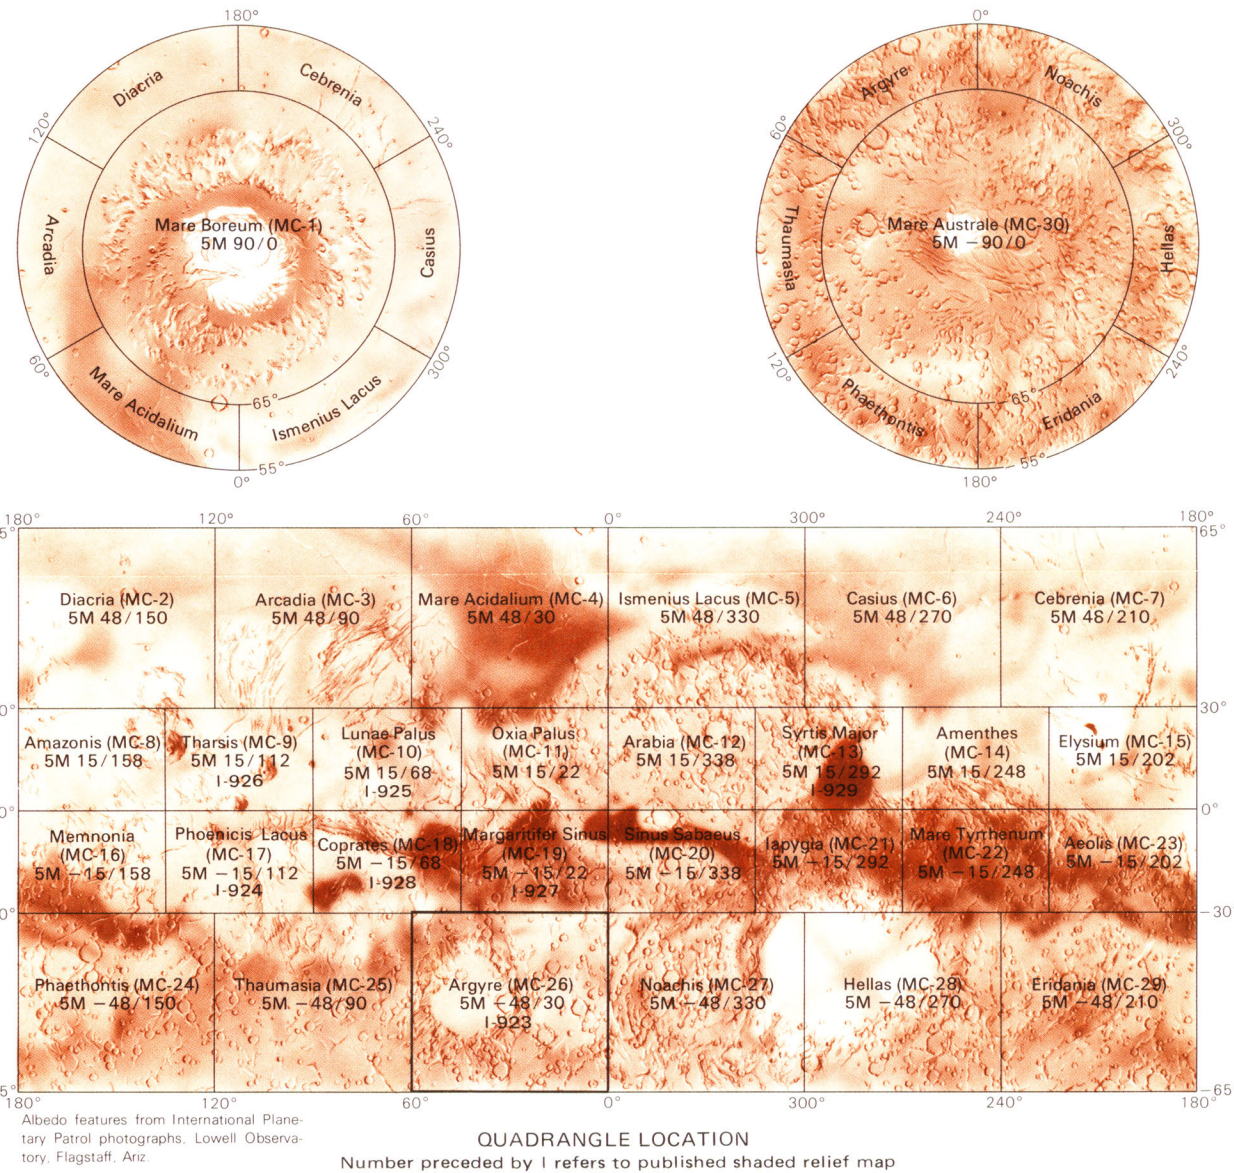 180°
Diacria
Cebrenia
120°
240°
Arcadia
Mare Boreum (MC-1)
5M 90/0
Casius
60°
300°
Mare Acidalium
65°
Ismenius Lacus
55°
0°
0°
Argyre
Noachis
60°
300°
Thaumasia
Mare Australe (MC-30)
5M −90/0
Hellas
120°
240°
Phaethontis
65°
Eridania
55°
180°
180° 120° 60° 0° 300° 240° 180°
5° 65°
Diacria (MC-2)
5M 48/150
Arcadia (MC-3)
5M 48/90
Mare Acidalium (MC-4)
5M 48/30
Ismenius Lacus (MC-5)
5M 48/330
Casius (MC-6)
5M 48/270
Cebrenia (MC-7)
5M 48/210
0° 30°
Amazonis (MC-8)
5M 15/158
Tharsis (MC-9)
5M 15/112
I-926
Lunae Palus
(MC-10)
5M 15/68
I-925
Oxia Palus
(MC-11)
5M 15/22
Arabia (MC-12)
5M 15/338
Syrtis Major
(MC-13)
5M 15/292
I-929
Amenthes
(MC-14)
5M 15/248
Elysium (MC-15)
5M 15/202
0° 0°
Memnonia
(MC-16)
5M −15/158
Phoenicis Lacus
(MC-17)
5M −15/112
I-924
Coprates (MC-18)
5M −15/68
I-928
Margaritifer Sinus
(MC-19)
5M −15/22
I-927
Sinus Sabaeus
(MC-20)
5M −15/338
Iapygia (MC-21)
5M −15/292
Mare Tyrrhenum
(MC-22)
5M −15/248
Aeolis (MC-23)
5M −15/202
0° −30
Phaethontis (MC-24)
5M −48/150
Thaumasia (MC-25)
5M −48/90
Argyre (MC-26)
5M −48/30
I-923
Noachis (MC-27)
5M −48/330
Hellas (MC-28)
5M −48/270
Eridania (MC-29)
5M −48/210
5° −65
180° 120° 60° 0° 300° 240° 180°
Albedo features from International Plane-
tary Patrol photographs, Lowell Observa-
tory, Flagstaff, Ariz.
QUADRANGLE LOCATION
Number preceded by I refers to published shaded relief map